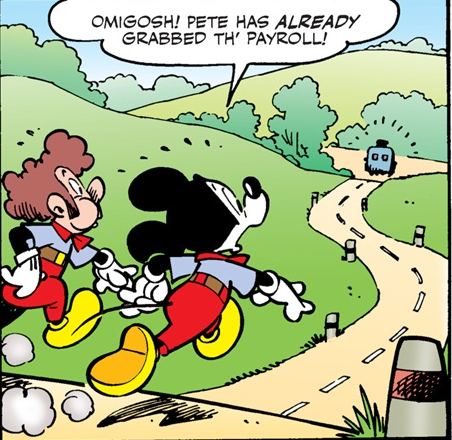 OMIGOSH! PETE HAS ALREADY
GRABBED TH' PAYROLL!